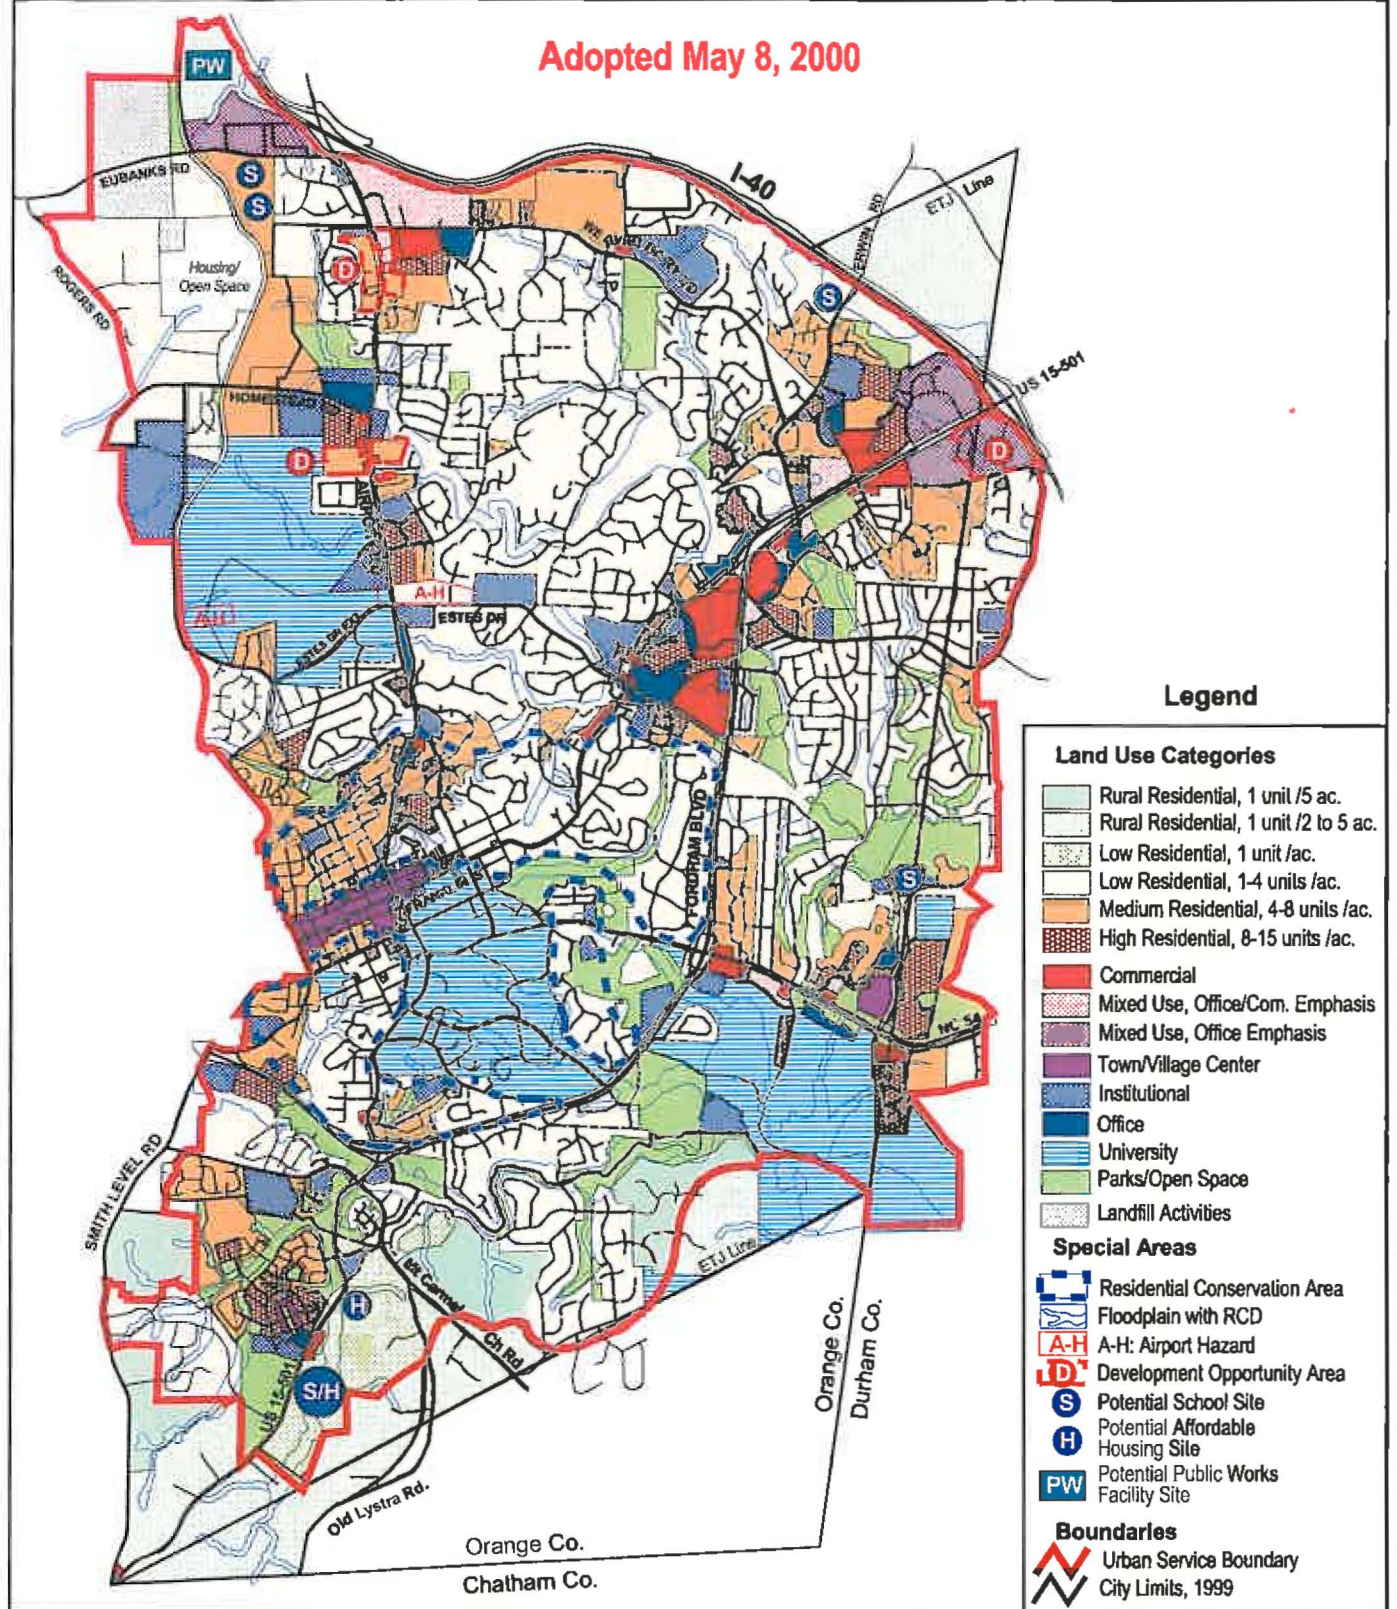 Adopted May 8, 2000
PW
I-40
ETJ Line
ERWIN RD
EUBANKS RD
S
S
Housing/
Open Space
D
ROGERS RD
S
US 15-501
HOMESTEAD
D
D
A-H
ESTES DR
FORDHAM BLVD
S
NC 54
SMITH LEVEL RD
ETJ Line
Mt Carmel
Ch Rd
H
S/H
US 15-501
Old Lystra Rd.
Orange Co.
Durham Co.
Orange Co.
Chatham Co.
Legend
Land Use Categories
Rural Residential, 1 unit /5 ac.
Rural Residential, 1 unit /2 to 5 ac.
Low Residential, 1 unit /ac.
Low Residential, 1-4 units /ac.
Medium Residential, 4-8 units /ac.
High Residential, 8-15 units /ac.
Commercial
Mixed Use, Office/Com. Emphasis
Mixed Use, Office Emphasis
Town/Village Center
Institutional
Office
University
Parks/Open Space
Landfill Activities
Special Areas
Residential Conservation Area
Floodplain with RCD
A-H A-H: Airport Hazard
D Development Opportunity Area
S Potential School Site
H Potential Affordable
Housing Site
PW Potential Public Works
Facility Site
Boundaries
Urban Service Boundary
City Limits, 1999